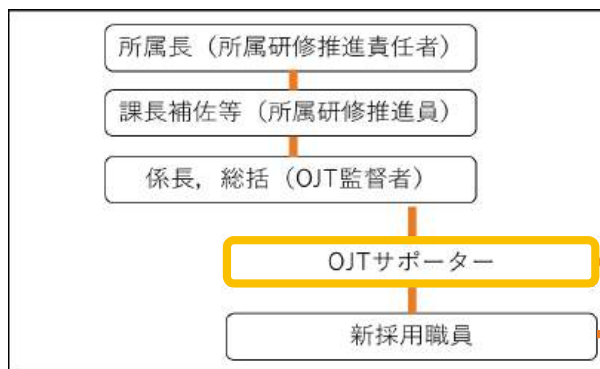 所属長（所属研修推進責任者）
課長補佐等（所属研修推進員）
係長，総括（OJT監督者）
OJTサポーター
新採用職員